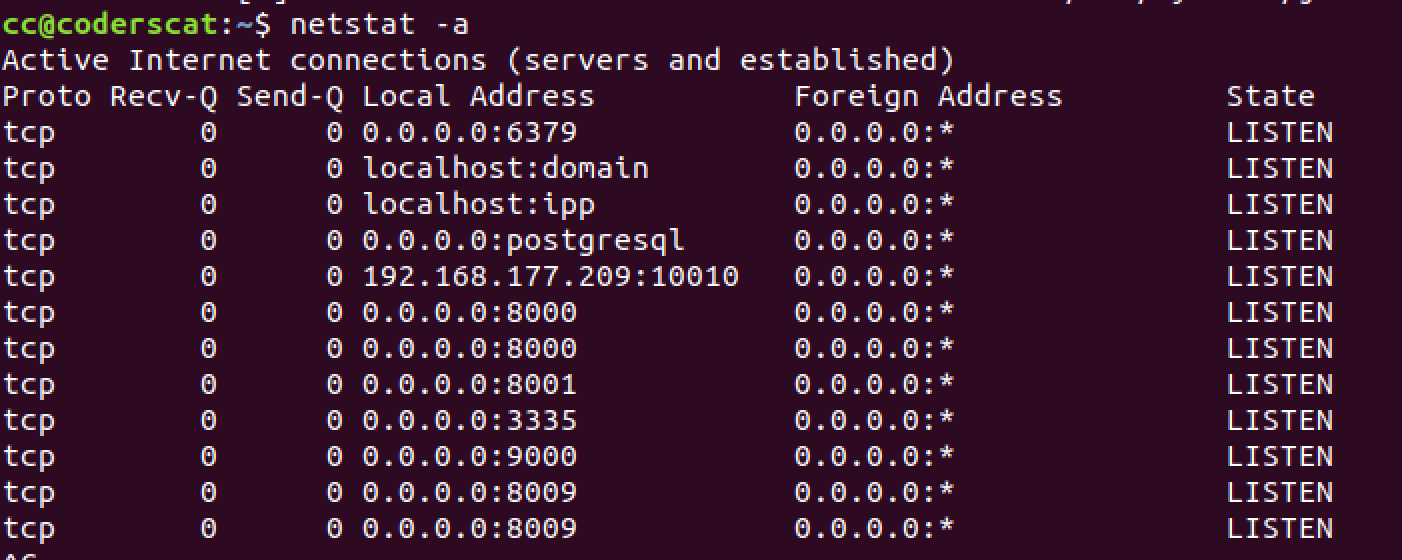 cc@coderscat:~$ netstat -a
Active Internet connections (servers and established)
Proto Recv-Q Send-Q Local Address           Foreign Address         State
tcp        0      0 0.0.0.0:6379            0.0.0.0:*               LISTEN
tcp        0      0 localhost:domain        0.0.0.0:*               LISTEN
tcp        0      0 localhost:ipp           0.0.0.0:*               LISTEN
tcp        0      0 0.0.0.0:postgresql      0.0.0.0:*               LISTEN
tcp        0      0 192.168.177.209:10010   0.0.0.0:*               LISTEN
tcp        0      0 0.0.0.0:8000            0.0.0.0:*               LISTEN
tcp        0      0 0.0.0.0:8000            0.0.0.0:*               LISTEN
tcp        0      0 0.0.0.0:8001            0.0.0.0:*               LISTEN
tcp        0      0 0.0.0.0:3335            0.0.0.0:*               LISTEN
tcp        0      0 0.0.0.0:9000            0.0.0.0:*               LISTEN
tcp        0      0 0.0.0.0:8009            0.0.0.0:*               LISTEN
tcp        0      0 0.0.0.0:8009            0.0.0.0:*               LISTEN